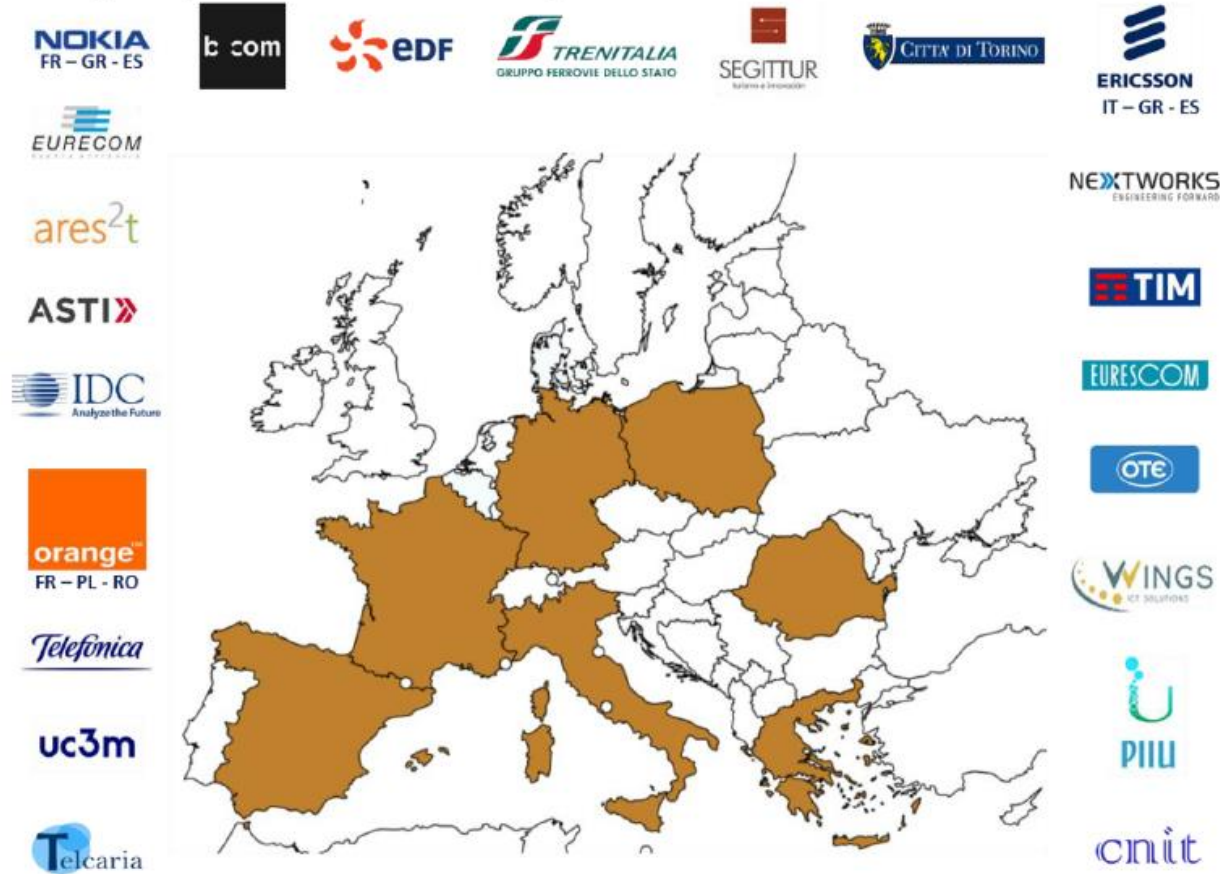 NOKIA
FR – GR - ES
b com
eDF
TRENITALIA
GRUPPO FERROVIE DELLO STATO
SEGITTUR
turismo e innovación
CITTA' DI TORINO
ERICSSON
IT – GR - ES
EURECOM
NEXTWORKS
ENGINEERING FORWARD
ares2t
ASTI
TIM
IDC
Analyze the Future
EURESCOM
orange
FR – PL - RO
OTE
WINGS
ICT SOLUTIONS
Telefónica
PIIU
uc3m
Telcaria
cnit